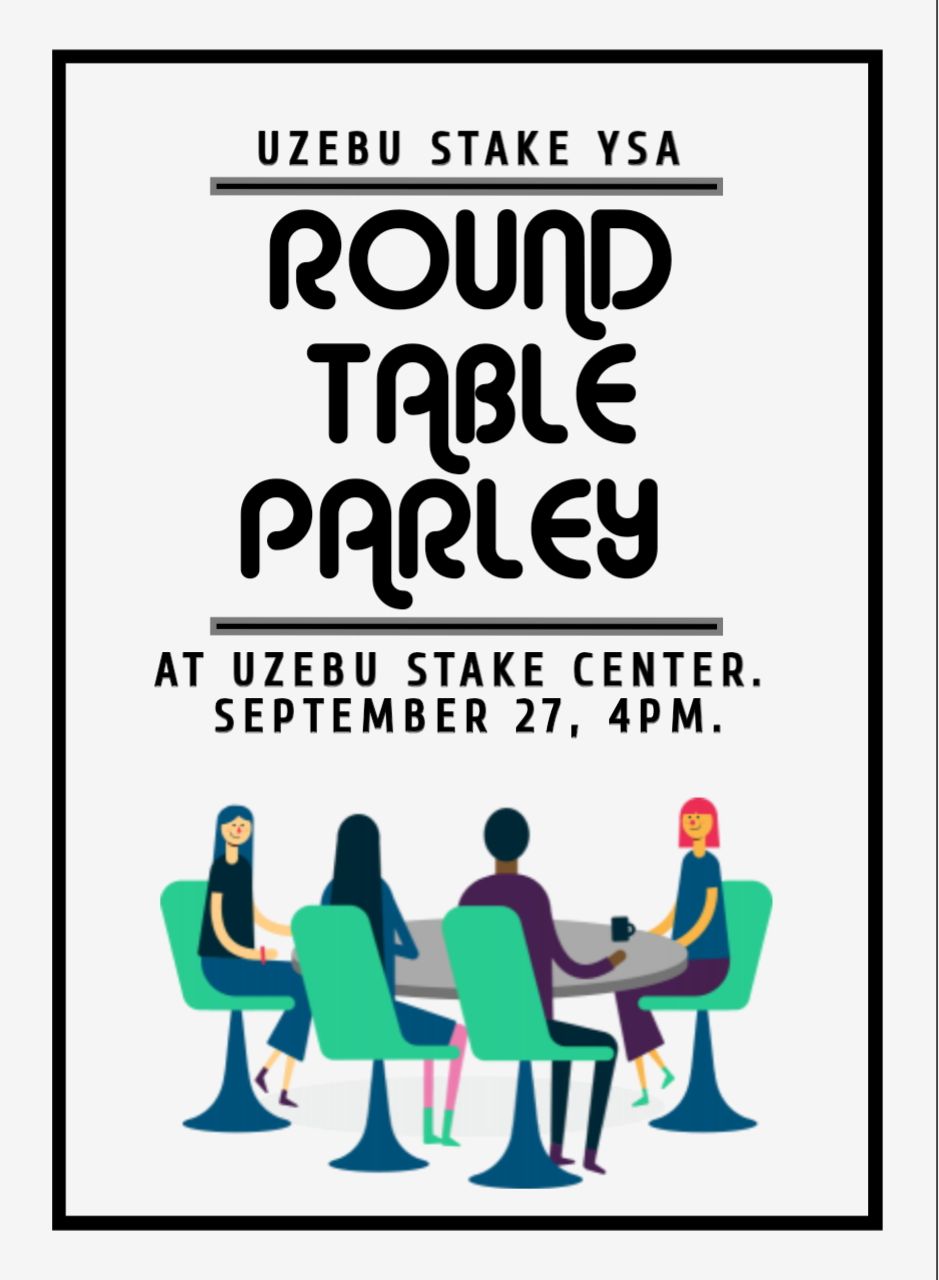 UZEBU STAKE YSA
ROUND
TABLE
PARLEY
AT UZEBU STAKE CENTER.
SEPTEMBER 27, 4PM.